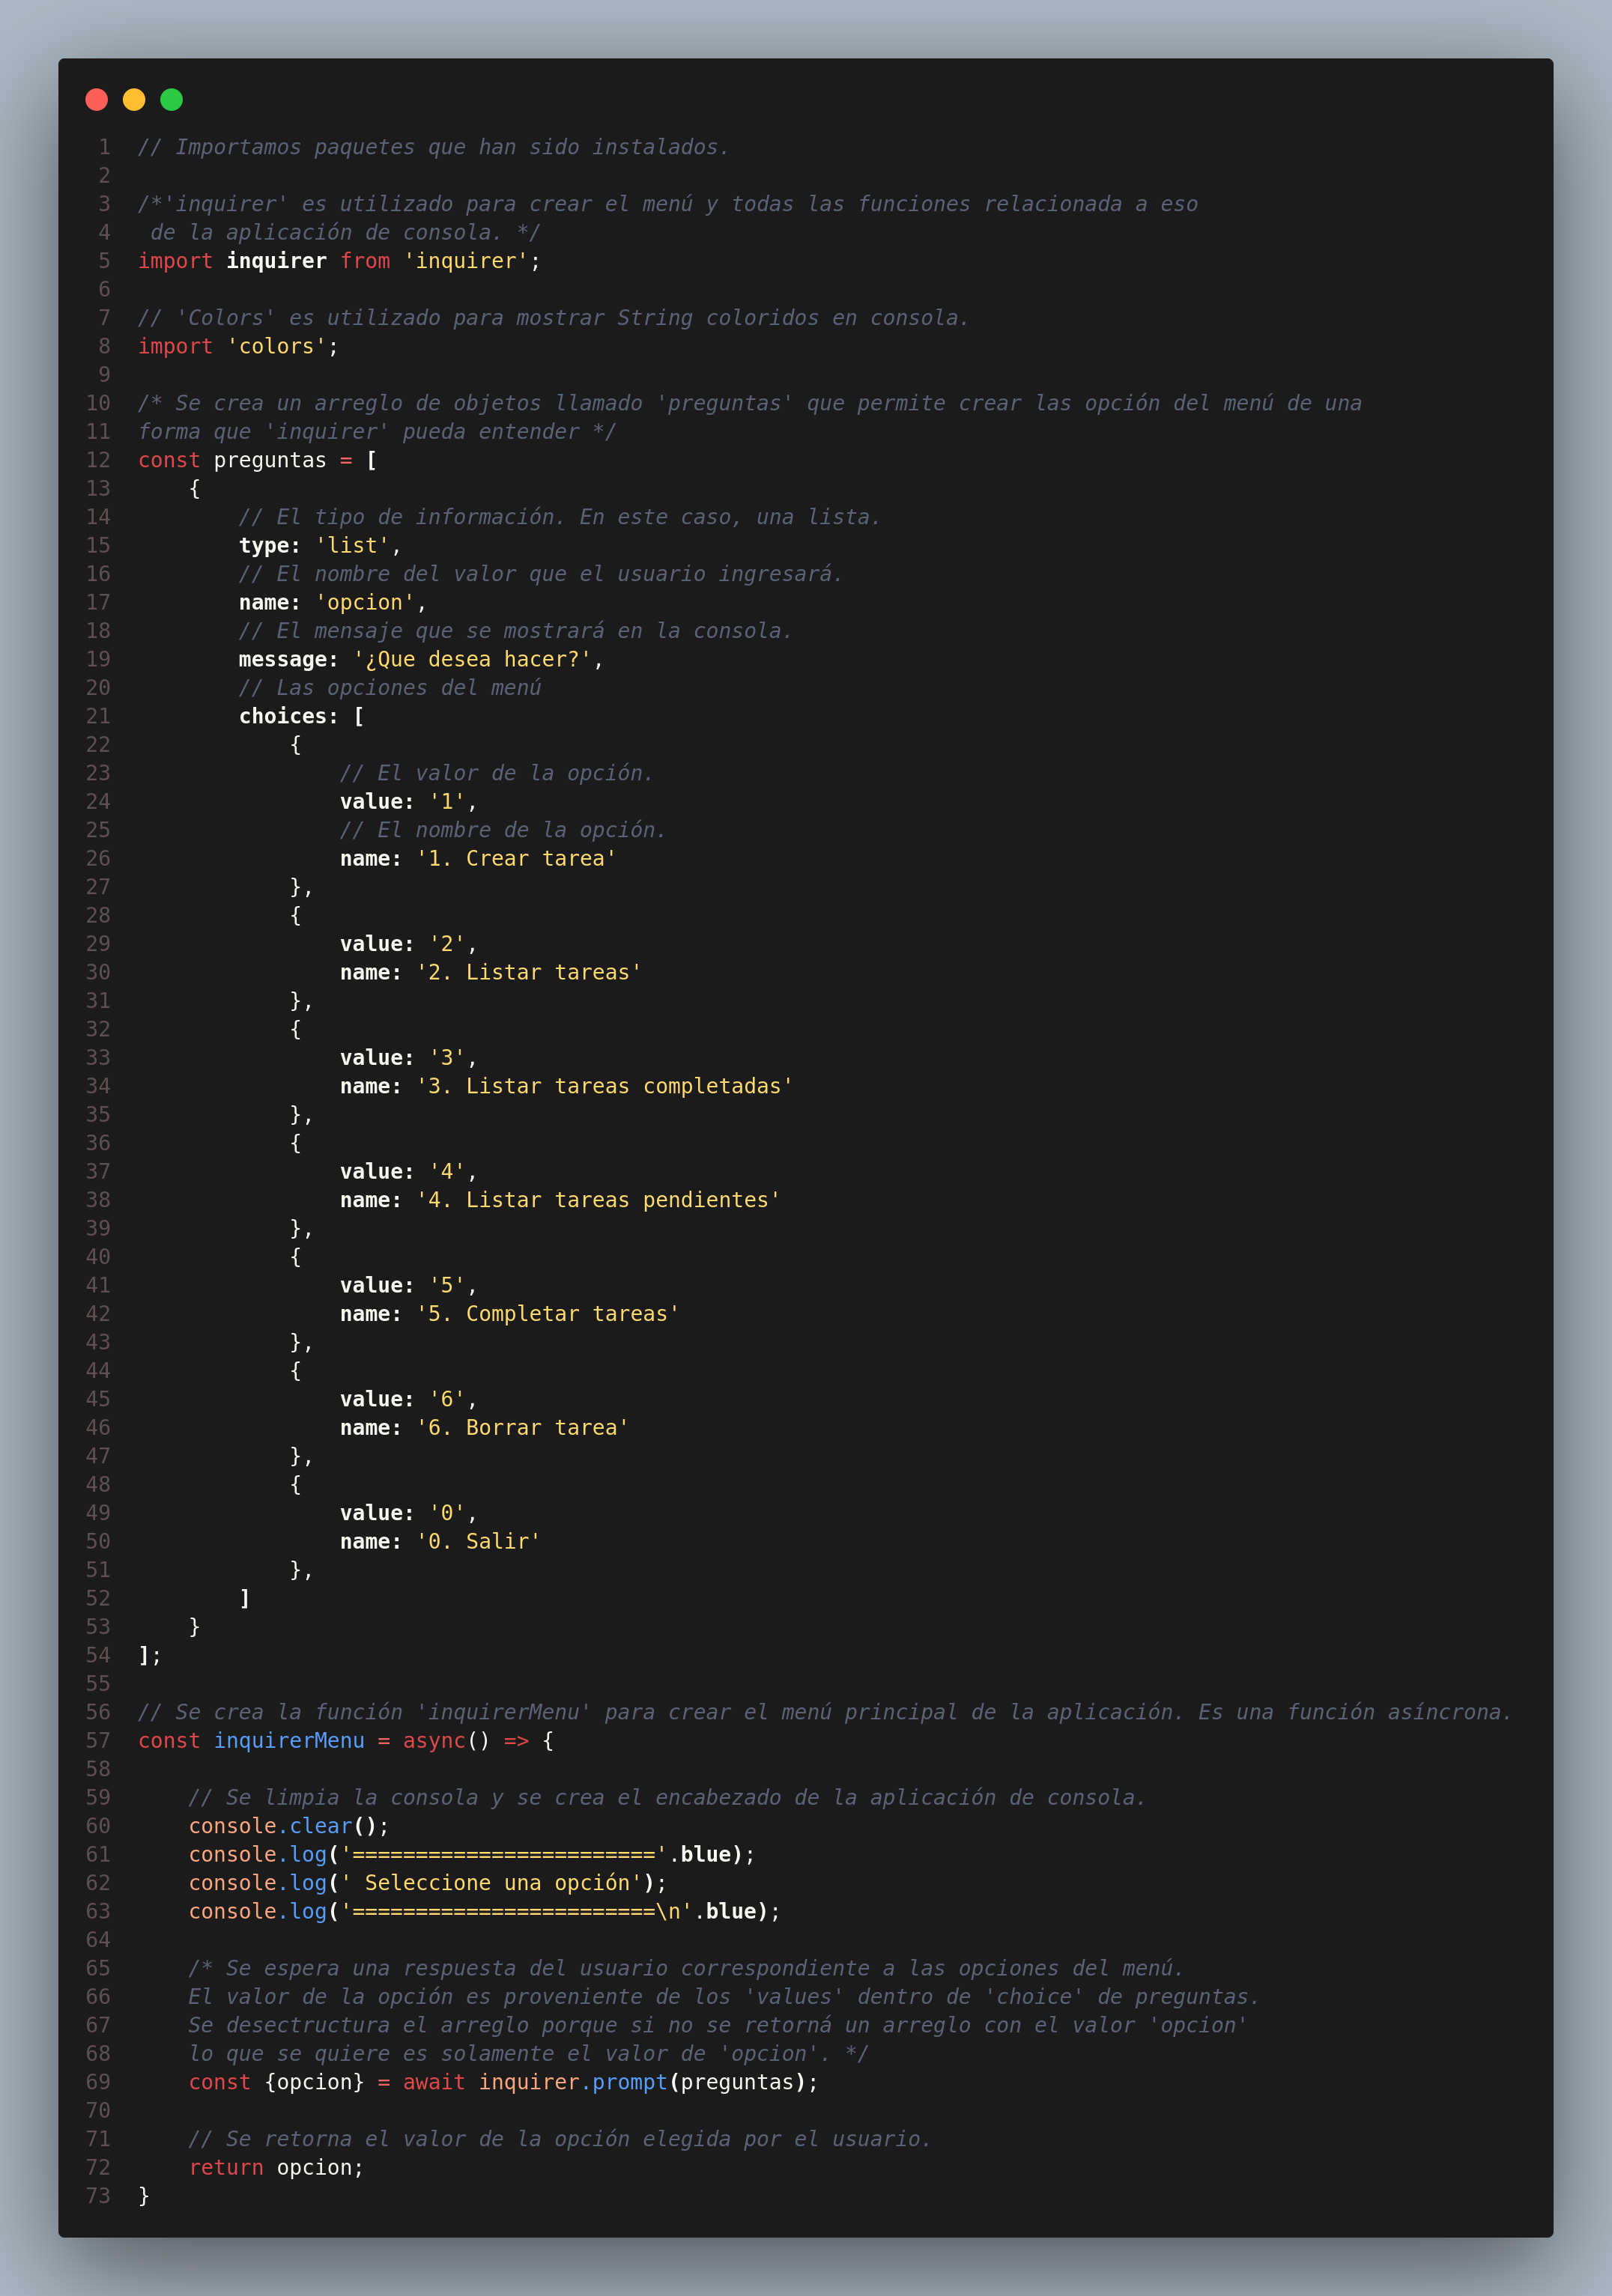 1 // Importamos paquetes que han sido instalados.
2
3 /*'inquirer' es utilizado para crear el menú y todas las funciones relacionada a eso
4  de la aplicación de consola. */
5 import inquirer from 'inquirer';
6
7 // 'Colors' es utilizado para mostrar String coloridos en consola.
8 import 'colors';
9
10 /* Se crea un arreglo de objetos llamado 'preguntas' que permite crear las opción del menú de una
11 forma que 'inquirer' pueda entender */
12 const preguntas = [
13     {
14         // El tipo de información. En este caso, una lista.
15         type: 'list',
16         // El nombre del valor que el usuario ingresará.
17         name: 'opcion',
18         // El mensaje que se mostrará en la consola.
19         message: '¿Que desea hacer?',
20         // Las opciones del menú
21         choices: [
22             {
23                 // El valor de la opción.
24                 value: '1',
25                 // El nombre de la opción.
26                 name: '1. Crear tarea'
27             },
28             {
29                 value: '2',
30                 name: '2. Listar tareas'
31             },
32             {
33                 value: '3',
34                 name: '3. Listar tareas completadas'
35             },
36             {
37                 value: '4',
38                 name: '4. Listar tareas pendientes'
39             },
40             {
41                 value: '5',
42                 name: '5. Completar tareas'
43             },
44             {
45                 value: '6',
46                 name: '6. Borrar tarea'
47             },
48             {
49                 value: '0',
50                 name: '0. Salir'
51             },
52         ]
53     }
54 ];
55
56 // Se crea la función 'inquirerMenu' para crear el menú principal de la aplicación. Es una función asíncrona.
57 const inquirerMenu = async() => {
58
59     // Se limpia la consola y se crea el encabezado de la aplicación de consola.
60     console.clear();
61     console.log('========================'.blue);
62     console.log(' Seleccione una opción');
63     console.log('========================\n'.blue);
64
65     /* Se espera una respuesta del usuario correspondiente a las opciones del menú.
66     El valor de la opción es proveniente de los 'values' dentro de 'choice' de preguntas.
67     Se desectructura el arreglo porque si no se retorná un arreglo con el valor 'opcion'
68     lo que se quiere es solamente el valor de 'opcion'. */
69     const {opcion} = await inquirer.prompt(preguntas);
70
71     // Se retorna el valor de la opción elegida por el usuario.
72     return opcion;
73 }